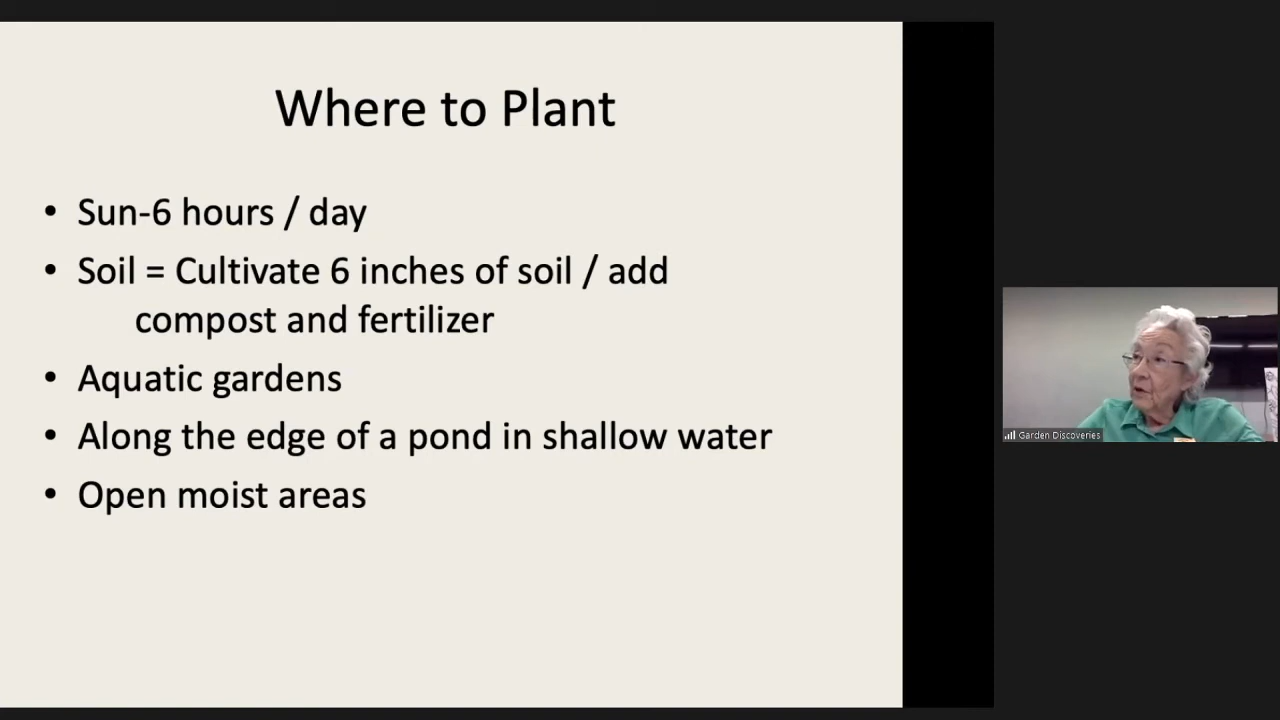 Where to Plant
• Sun-6 hours / day
• Soil = Cultivate 6 inches of soil / add
compost and fertilizer
• Aquatic gardens
• Along the edge of a pond in shallow water
• Open moist areas
Garden Discoveries